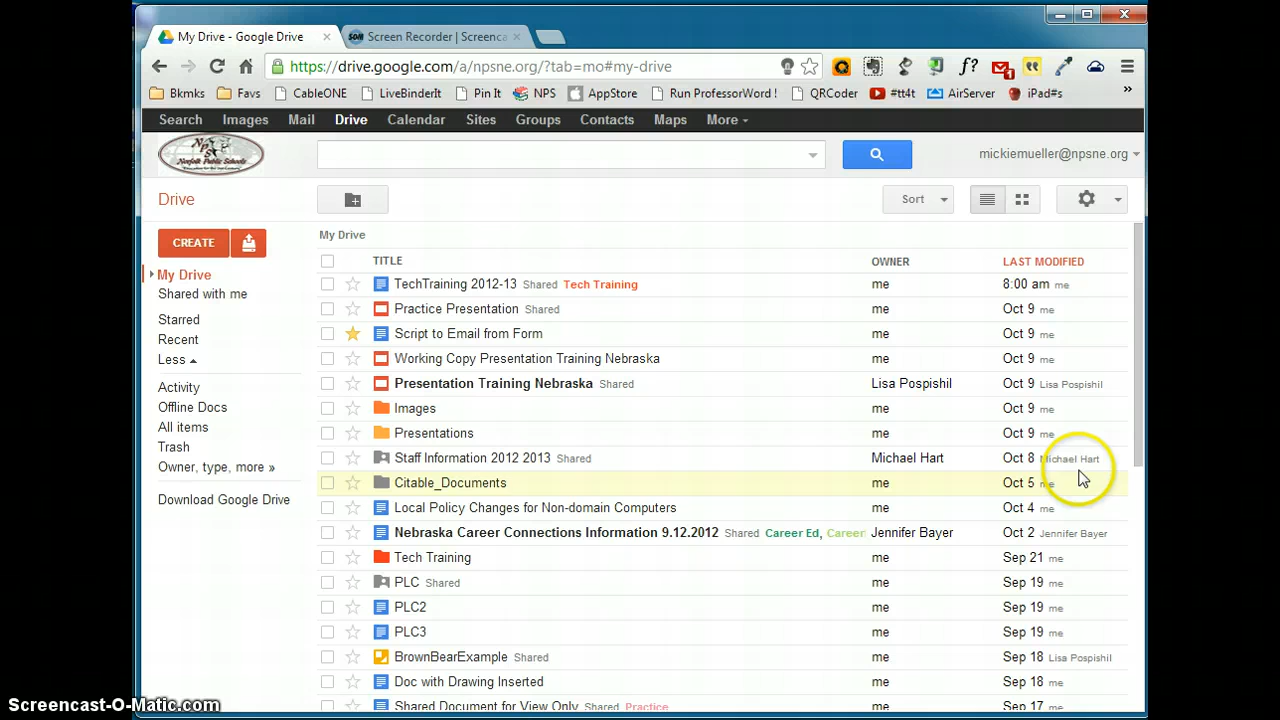 My Drive - Google Drive × SOM Screen Recorder | Screenca ×
https://drive.google.com/a/npsne.org/?tab=mo#my-drive f? 1
Bkmks Favs CableONE LiveBinderIt Pin It NPS AppStore Run ProfessorWord ! QRCoder #tt4t AirServer iPad#s »
Search Images Mail Drive Calendar Sites Groups Contacts Maps More
NPS
Norfolk Public Schools
mickiemueller@npsne.org
Drive Sort
My Drive
CREATE
TITLE OWNER LAST MODIFIED
My Drive
Shared with me
Starred
Recent
Less
Activity
Offline Docs
All items
Trash
Owner, type, more »
Download Google Drive
TechTraining 2012-13 Shared Tech Training me 8:00 am me
Practice Presentation Shared me Oct 9 me
Script to Email from Form me Oct 9 me
Working Copy Presentation Training Nebraska me Oct 9 me
Presentation Training Nebraska Shared Lisa Pospishil Oct 9 Lisa Pospishil
Images me Oct 9 me
Presentations me Oct 9 me
Staff Information 2012 2013 Shared Michael Hart Oct 8 Michael Hart
Citable_Documents me Oct 5 me
Local Policy Changes for Non-domain Computers me Oct 4 me
Nebraska Career Connections Information 9.12.2012 Shared Career Ed, Career Jennifer Bayer Oct 2 Jennifer Bayer
Tech Training me Sep 21 me
PLC Shared me Sep 19 me
PLC2 me Sep 19 me
PLC3 me Sep 19 me
BrownBearExample Shared me Sep 18 Lisa Pospishil
Doc with Drawing Inserted me Sep 18 me
Shared Document for View Only Shared Practice me Sep 17 me
Screencast-O-Matic.com